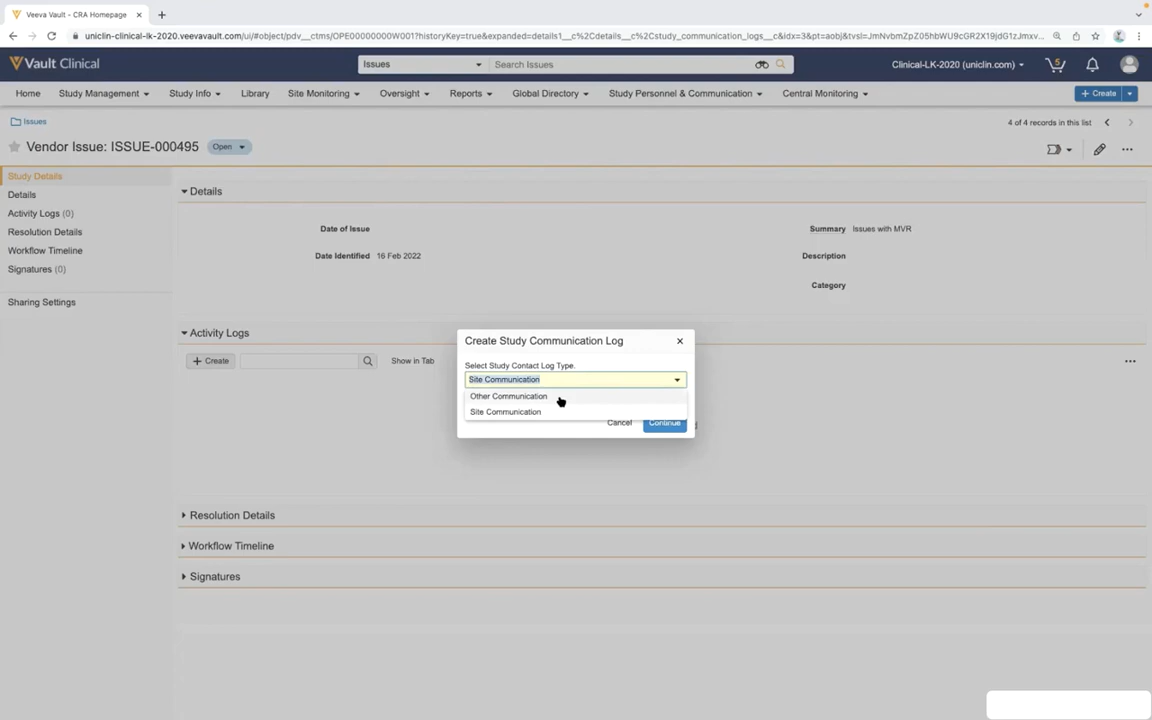 Veeva Vault - CRA Homepage
uniclin-clinical-lk-2020.veevavault.com/ui/#object/pdv__ctms/OPE00000000W001?historyKey=true&expanded=details1__c%2Cdetails__c%2Cstudy_communication_logs__c&idx=3&pt=aobj&tvsl=JmNvbmZpZ05hbWU9cGR2X19jdG1zJmxv...
Vault Clinical
Issues
Search Issues
Clinical-LK-2020 (uniclin.com)
5
Home
Study Management
Study Info
Library
Site Monitoring
Oversight
Reports
Global Directory
Study Personnel & Communication
Central Monitoring
+ Create
Issues
4 of 4 records in this list
Vendor Issue: ISSUE-000495
Open
Study Details
Details
Activity Logs (0)
Resolution Details
Workflow Timeline
Signatures (0)
Sharing Settings
Details
Date of Issue
Date Identified 16 Feb 2022
Summary Issues with MVR
Description
Category
Activity Logs
+ Create
Show in Tab
Create Study Communication Log
Select Study Contact Log Type.
Site Communication
Other Communication
Site Communication
Cancel
Continue
Resolution Details
Workflow Timeline
Signatures